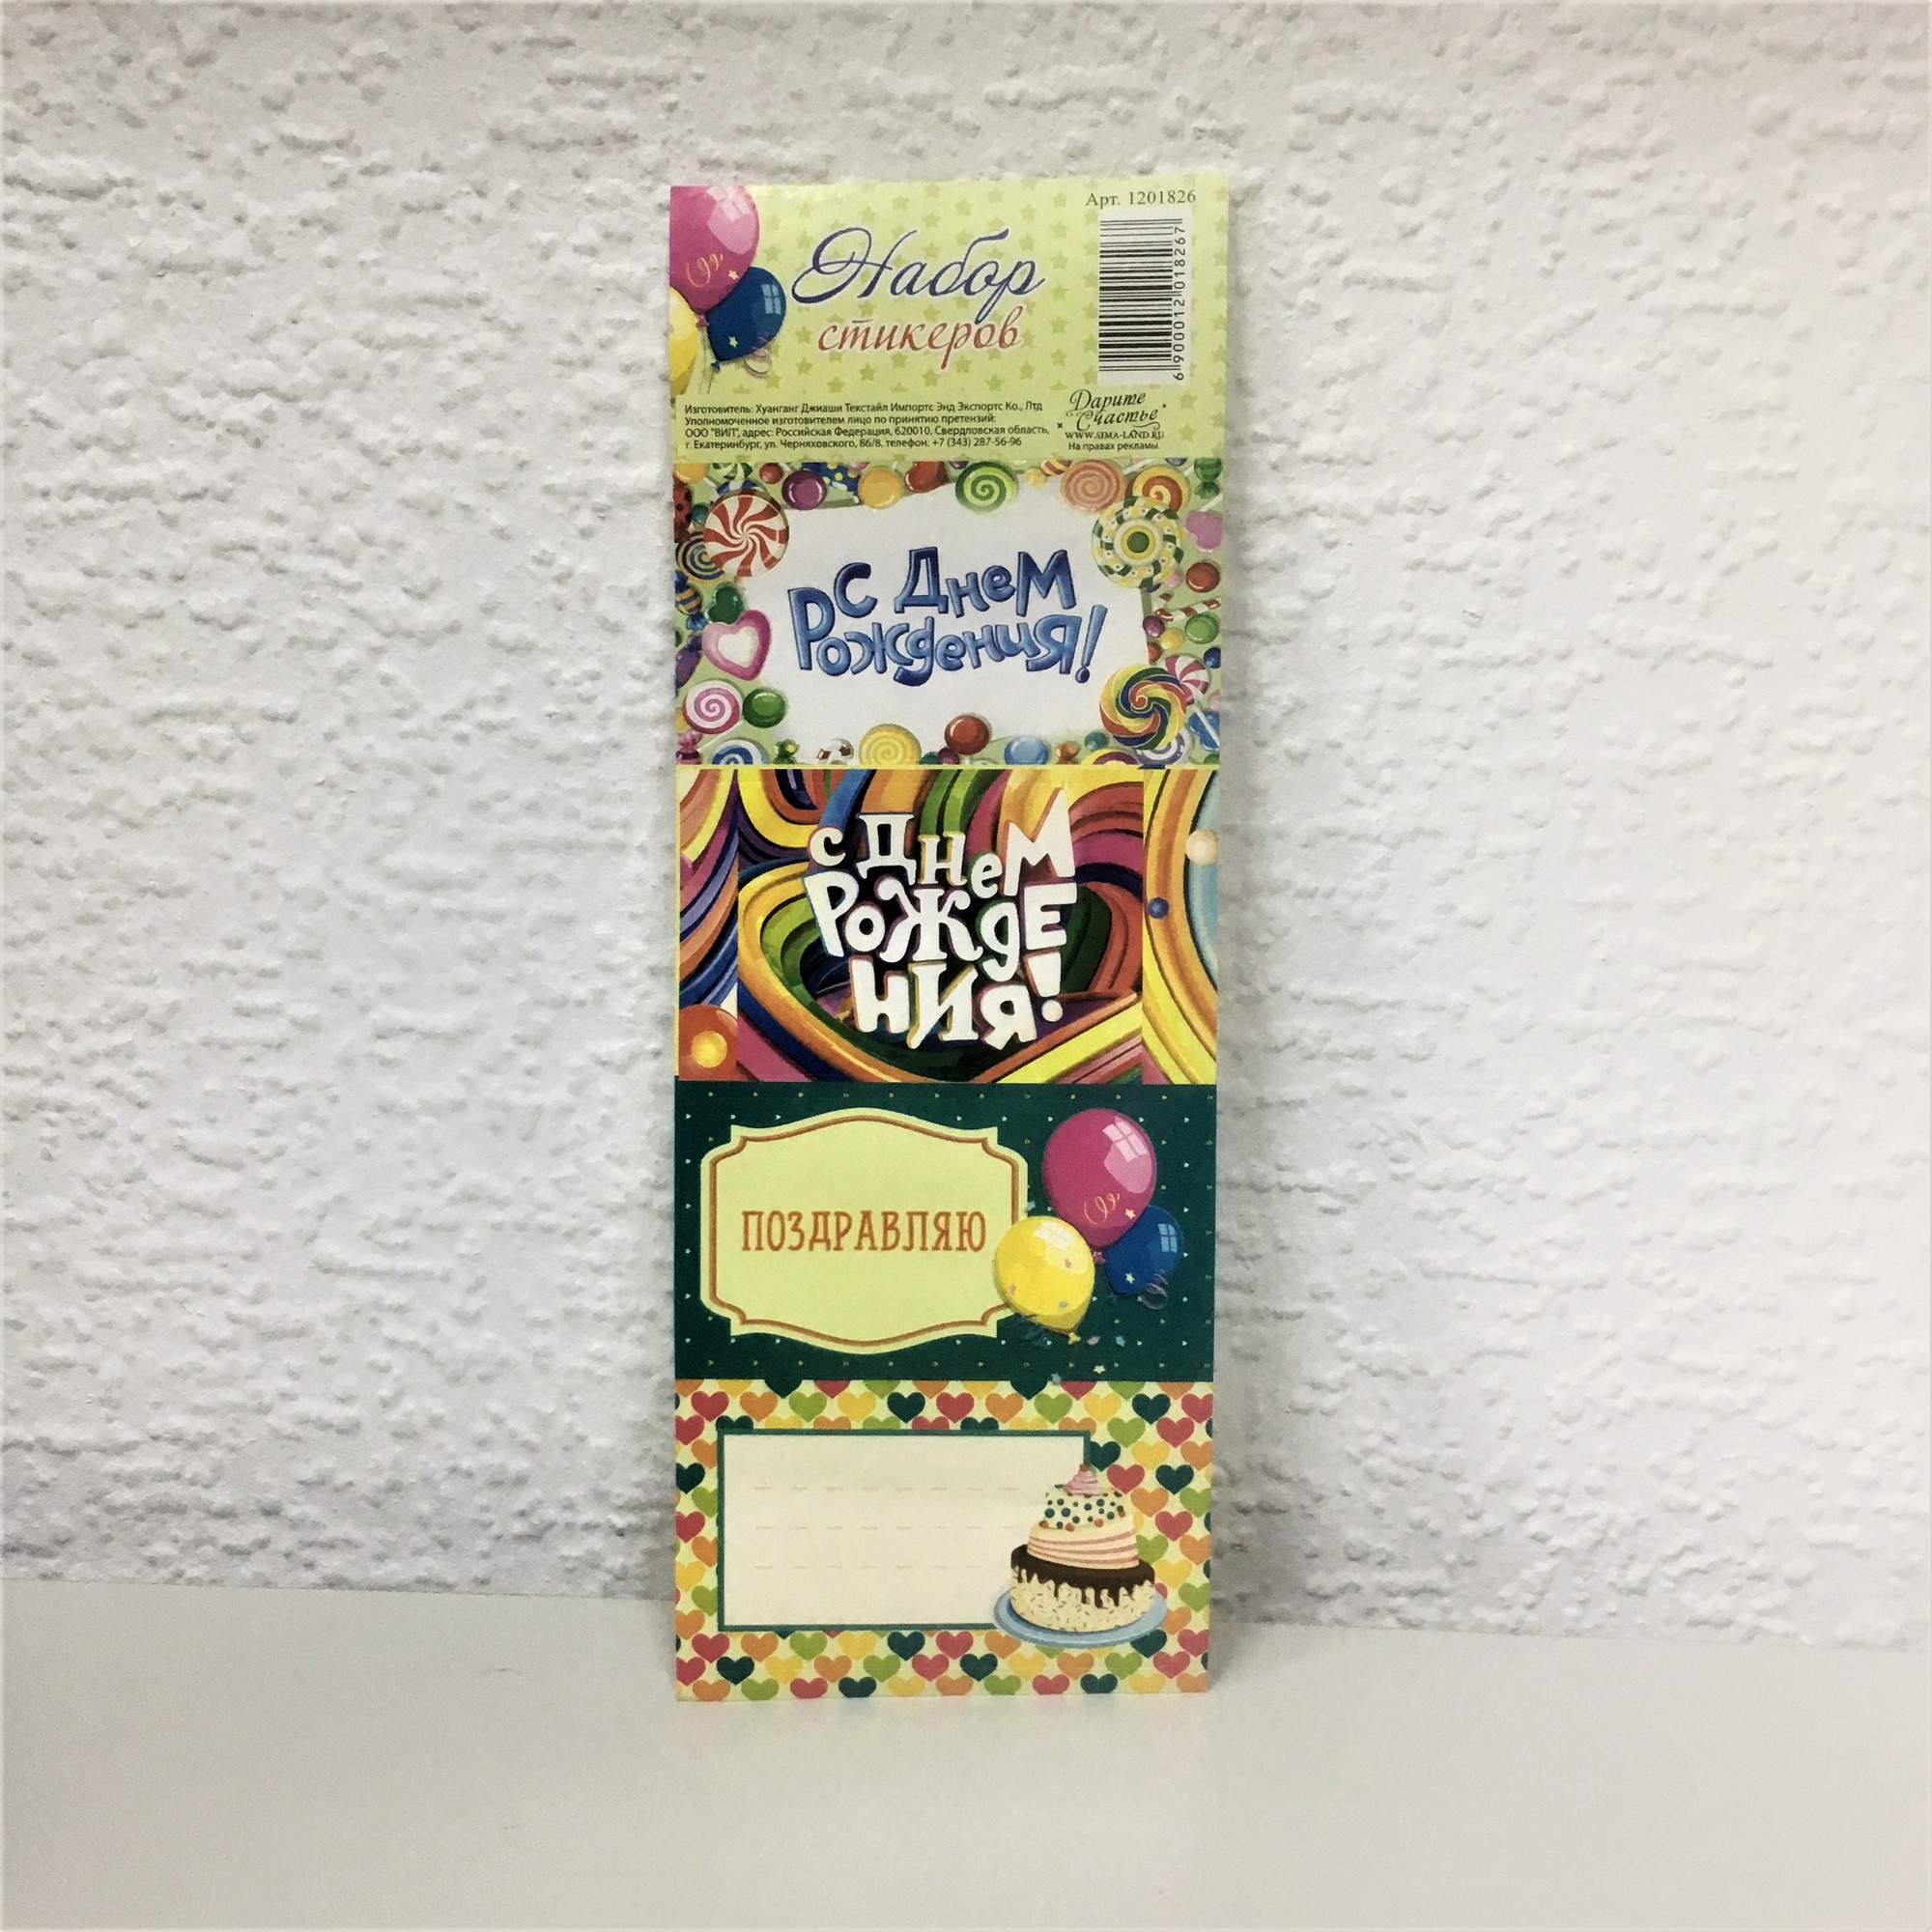 Арт. 1201826
Набор
стикеров
6 900012 018267
Изготовитель: Хуанганг Джиаши Текстайл Импортс Энд Экспортс Ко., Лтд
Уполномоченное изготовителем лицо по принятию претензий:
ООО "ВИП", адрес: Российская Федерация, 620010, Свердловская область,
г. Екатеринбург, ул. Черняховского, 86/8, телефон: +7 (343) 287-56-96
Дарите
Счастье
WWW.SIMA-LAND.RU
На правах рекламы.
С Днем
Рождения!
с Днем
Рожде
ния!
ПОЗДРАВЛЯЮ